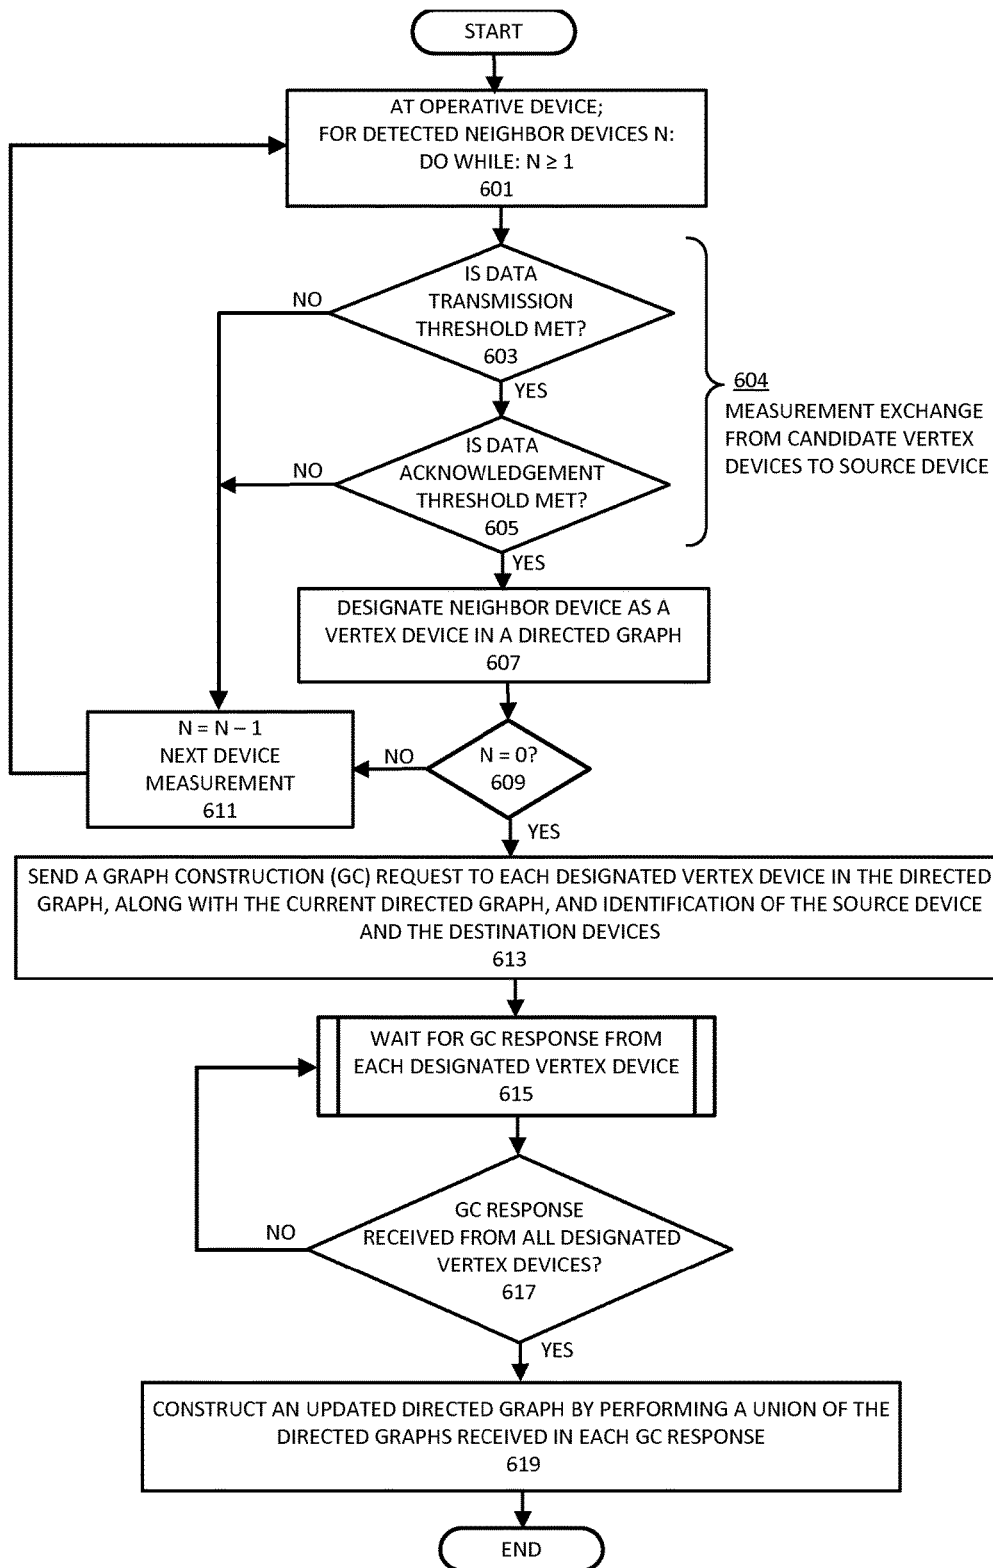 START
AT OPERATIVE DEVICE;
FOR DETECTED NEIGHBOR DEVICES N:
DO WHILE: N ≥ 1
601
IS DATA
TRANSMISSION
THRESHOLD MET?
603
NO
YES
604
MEASUREMENT EXCHANGE
FROM CANDIDATE VERTEX
DEVICES TO SOURCE DEVICE
IS DATA
ACKNOWLEDGEMENT
THRESHOLD MET?
605
NO
YES
DESIGNATE NEIGHBOR DEVICE AS A
VERTEX DEVICE IN A DIRECTED GRAPH
607
N = N – 1
NEXT DEVICE
MEASUREMENT
611
NO
N = 0?
609
YES
SEND A GRAPH CONSTRUCTION (GC) REQUEST TO EACH DESIGNATED VERTEX DEVICE IN THE DIRECTED
GRAPH, ALONG WITH THE CURRENT DIRECTED GRAPH, AND IDENTIFICATION OF THE SOURCE DEVICE
AND THE DESTINATION DEVICES
613
WAIT FOR GC RESPONSE FROM
EACH DESIGNATED VERTEX DEVICE
615
GC RESPONSE
RECEIVED FROM ALL DESIGNATED
VERTEX DEVICES?
617
NO
YES
CONSTRUCT AN UPDATED DIRECTED GRAPH BY PERFORMING A UNION OF THE
DIRECTED GRAPHS RECEIVED IN EACH GC RESPONSE
619
END